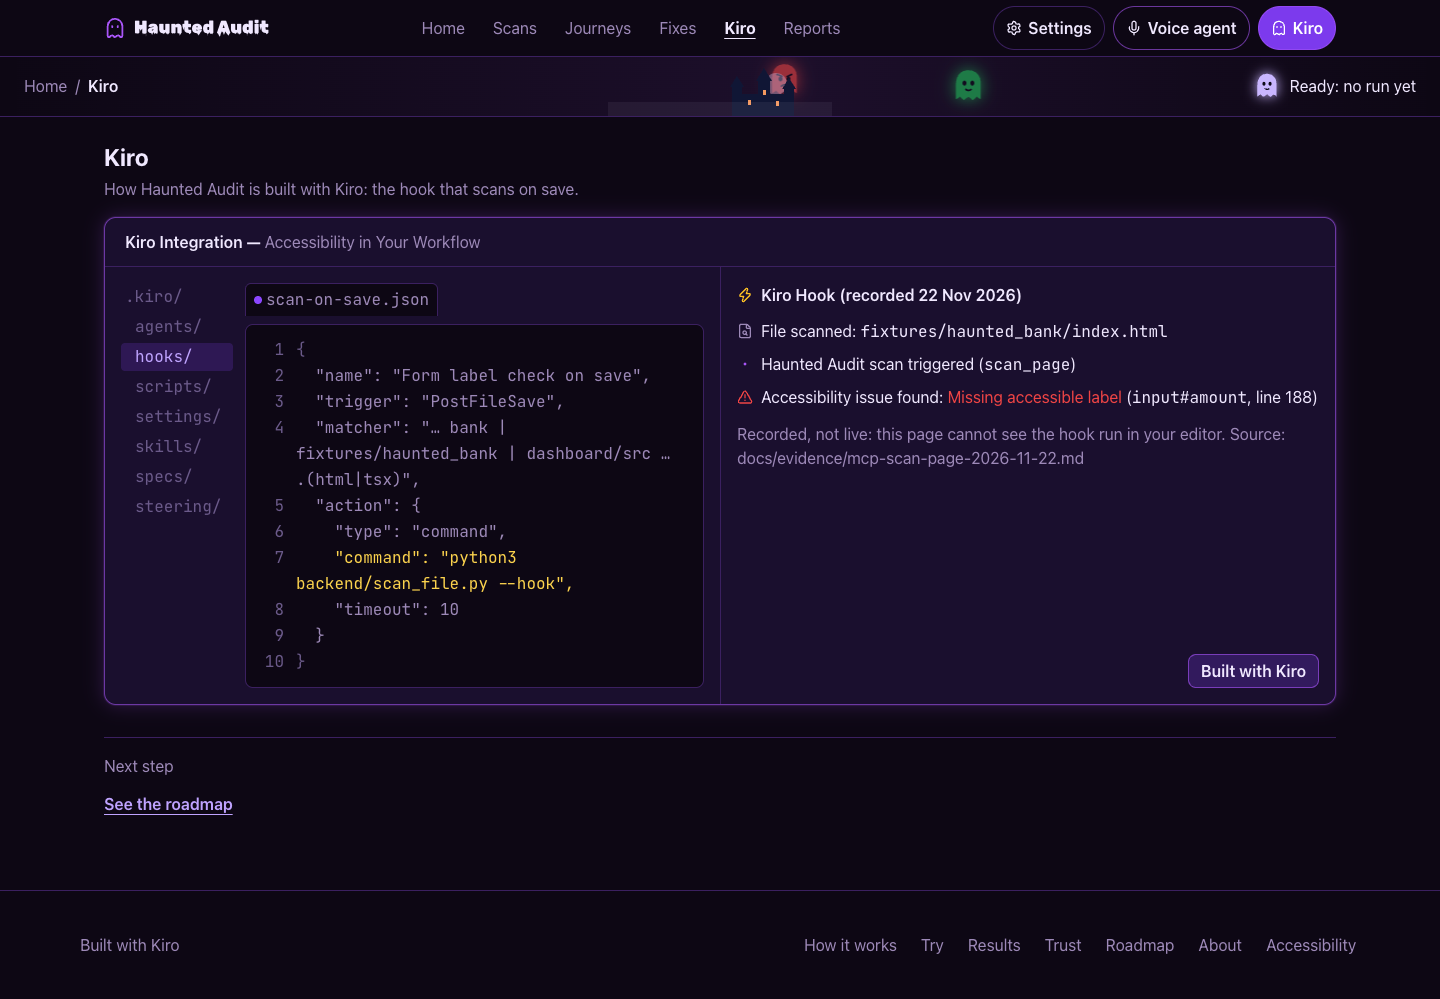 Haunted Audit
Home Scans Journeys Fixes Kiro Reports
Settings Voice agent Kiro
Home / Kiro
Ready: no run yet
Kiro
How Haunted Audit is built with Kiro: the hook that scans on save.
Kiro Integration — Accessibility in Your Workflow
.kiro/
agents/
hooks/
scripts/
settings/
skills/
specs/
steering/
scan-on-save.json
1 {
2 "name": "Form label check on save",
3 "trigger": "PostFileSave",
4 "matcher": "… bank |
fixtures/haunted_bank | dashboard/src …
.(html|tsx)",
5 "action": {
6 "type": "command",
7 "command": "python3
backend/scan_file.py --hook",
8 "timeout": 10
9 }
10 }
Kiro Hook (recorded 22 Nov 2026)
File scanned: fixtures/haunted_bank/index.html
Haunted Audit scan triggered (scan_page)
Accessibility issue found: Missing accessible label (input#amount, line 188)
Recorded, not live: this page cannot see the hook run in your editor. Source:
docs/evidence/mcp-scan-page-2026-11-22.md
Built with Kiro
Next step
See the roadmap
Built with Kiro
How it works Try Results Trust Roadmap About Accessibility